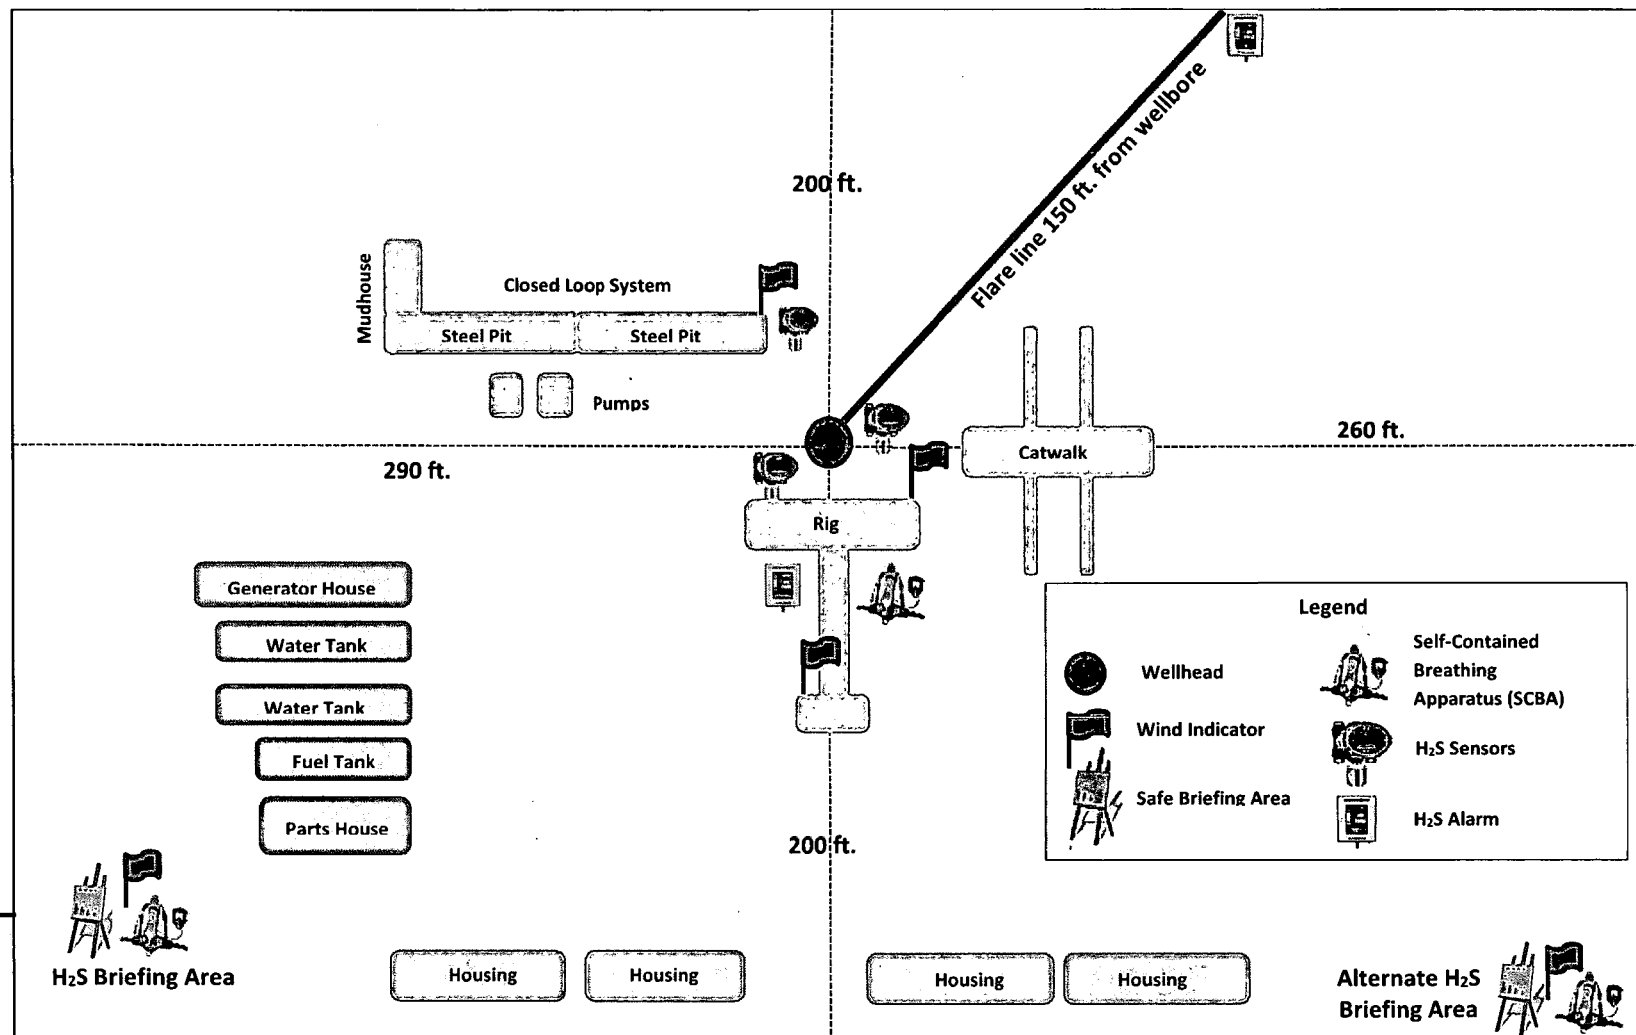 200 ft.
Flare line 150 ft. from wellbore
Mudhouse
Closed Loop System
Steel Pit
Steel Pit
Pumps
260 ft.
Catwalk
290 ft.
Rig
Generator House
Water Tank
Water Tank
Fuel Tank
Parts House
200 ft.
Legend
Wellhead
Wind Indicator
Safe Briefing Area
Self-Contained
Breathing
Apparatus (SCBA)
H₂S Sensors
H₂S Alarm
H₂S Briefing Area
Housing
Housing
Housing
Housing
Alternate H₂S
Briefing Area